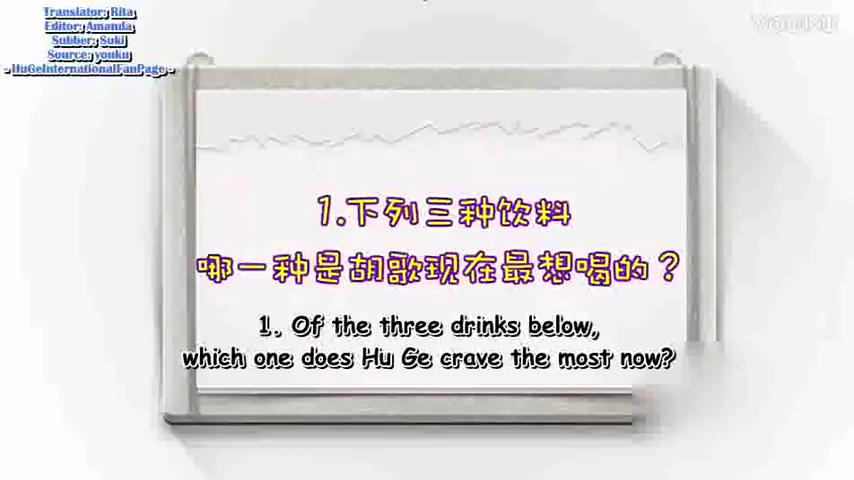 Translator: Rita
Editor: Amanda
Subber: Suki
Source: youku
- HuGeInternationalFanPage -
1.下列三种饮料
哪一种是胡歌现在最想喝的？
1. Of the three drinks below,
which one does Hu Ge crave the most now?